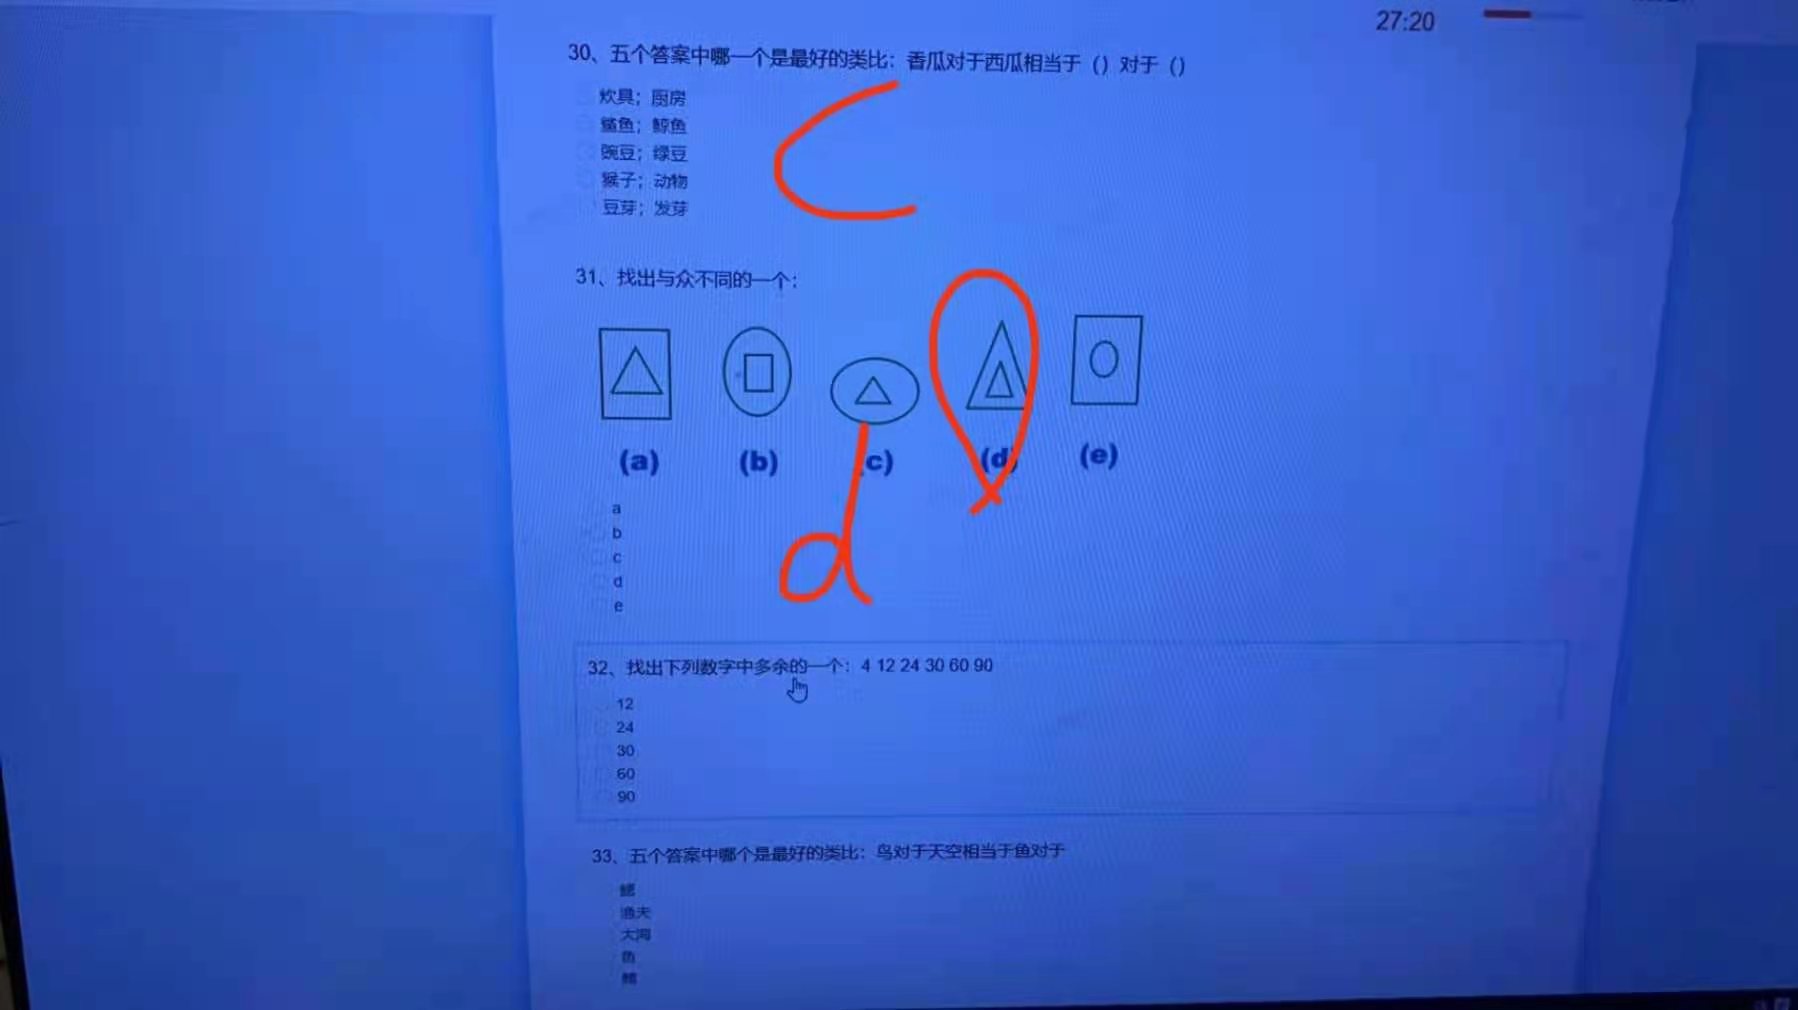 27:20
30、五个答案中哪一个是最好的类比：香瓜对于西瓜相当于（）对于（）
炊具；厨房
鲨鱼；鲸鱼
豌豆；绿豆
猴子；动物
豆芽；发芽
C
31、找出与众不同的一个：
(a) (b) (c) (d) (e)
a
b
c
d
e
d
32、找出下列数字中多余的一个：4 12 24 30 60 90
12
24
30
60
90
33、五个答案中哪个是最好的类比：鸟对于天空相当于鱼对于
渔夫
大海
鱼